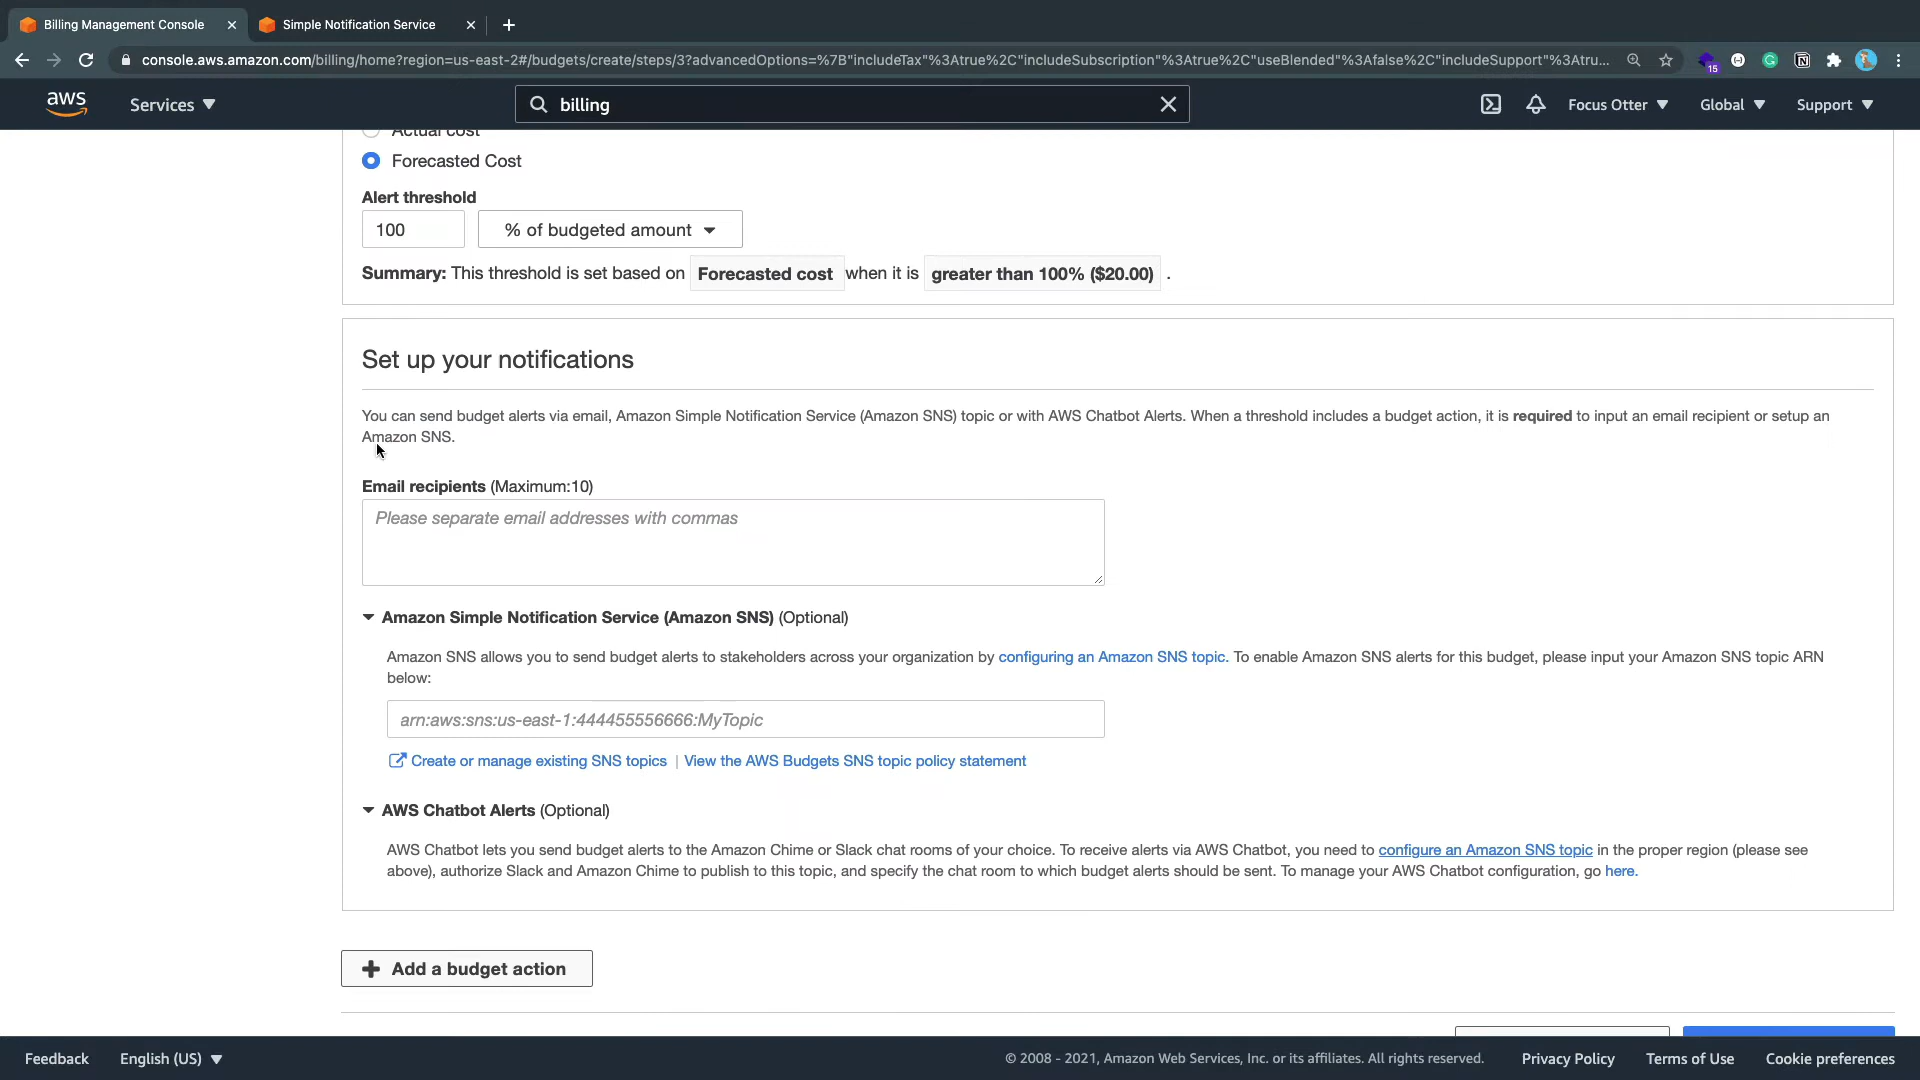 Billing Management Console
Simple Notification Service
console.aws.amazon.com/billing/home?region=us-east-2#/budgets/create/steps/3?advancedOptions=%7B"includeTax"%3Atrue%2C"includeSubscription"%3Atrue%2C"useBlended"%3Afalse%2C"includeSupport"%3Atru...
15
aws
Services
billing
Focus Otter
Global
Support
Actual cost
Forecasted Cost
Alert threshold
100
% of budgeted amount
Summary: This threshold is set based on Forecasted cost when it is greater than 100% ($20.00) .
Set up your notifications
You can send budget alerts via email, Amazon Simple Notification Service (Amazon SNS) topic or with AWS Chatbot Alerts. When a threshold includes a budget action, it is required to input an email recipient or setup an
Amazon SNS.
Email recipients (Maximum:10)
Please separate email addresses with commas
Amazon Simple Notification Service (Amazon SNS) (Optional)
Amazon SNS allows you to send budget alerts to stakeholders across your organization by configuring an Amazon SNS topic. To enable Amazon SNS alerts for this budget, please input your Amazon SNS topic ARN
below:
arn:aws:sns:us-east-1:444455556666:MyTopic
Create or manage existing SNS topics | View the AWS Budgets SNS topic policy statement
AWS Chatbot Alerts (Optional)
AWS Chatbot lets you send budget alerts to the Amazon Chime or Slack chat rooms of your choice. To receive alerts via AWS Chatbot, you need to configure an Amazon SNS topic in the proper region (please see
above), authorize Slack and Amazon Chime to publish to this topic, and specify the chat room to which budget alerts should be sent. To manage your AWS Chatbot configuration, go here.
Add a budget action
Feedback
English (US)
© 2008 - 2021, Amazon Web Services, Inc. or its affiliates. All rights reserved.
Privacy Policy
Terms of Use
Cookie preferences